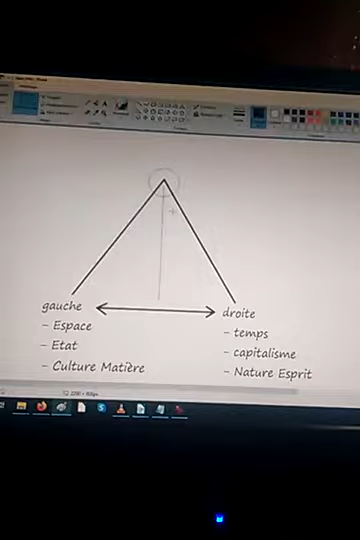 gauche
- Espace
- Etat
- Culture Matière
droite
- temps
- capitalisme
- Nature Esprit